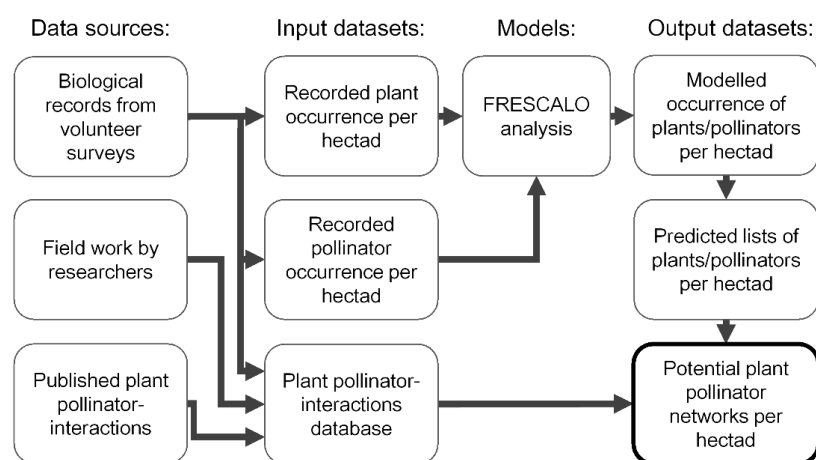 Data sources:
Input datasets:
Models:
Output datasets:
Biological
records from
volunteer
surveys
Recorded plant
occurrence per
hectad
FRESCALO
analysis
Modelled
occurrence of
plants/pollinators
per hectad
Field work by
researchers
Recorded
pollinator
occurrence per
hectad
Predicted lists of
plants/pollinators
per hectad
Published plant
pollinator-
interactions
Plant pollinator-
interactions
database
Potential plant
pollinator
networks per
hectad